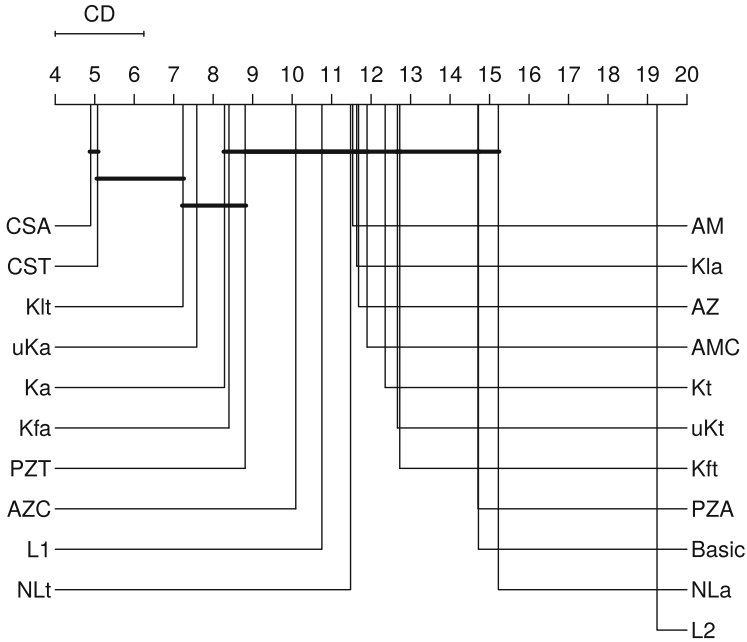 CD
4 5 6 7 8 9 10 11 12 13 14 15 16 17 18 19 20
CSA AM
CST Kla
Klt AZ
uKa AMC
Ka Kt
Kfa uKt
PZT Kft
AZC PZA
L1 Basic
NLt NLa
L2